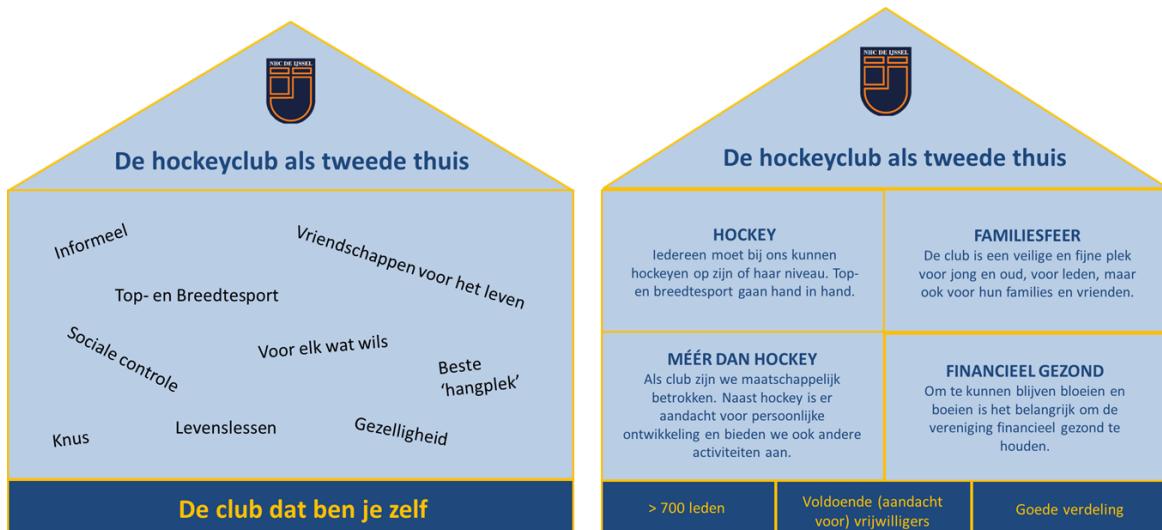 NHC DE IJSSEL
De hockeyclub als tweede thuis
Informeel
Vriendschappen voor het leven
Top- en Breedtesport
Sociale controle
Voor elk wat wils
Beste
‘hangplek’
Knus
Levenslessen
Gezelligheid
De club dat ben je zelf
NHC DE IJSSEL
De hockeyclub als tweede thuis
HOCKEY
Iedereen moet bij ons kunnen
hockeyen op zijn of haar niveau. Top-
en breedtesport gaan hand in hand.
FAMILIESFEER
De club is een veilige en fijne plek
voor jong en oud, voor leden, maar
ook voor hun families en vrienden.
MÉÉR DAN HOCKEY
Als club zijn we maatschappelijk
betrokken. Naast hockey is er
aandacht voor persoonlijke
ontwikkeling en bieden we ook andere
activiteiten aan.
FINANCIEEL GEZOND
Om te kunnen blijven bloeien en
boeien is het belangrijk om de
vereniging financieel gezond te
houden.
> 700 leden
Voldoende (aandacht
voor) vrijwilligers
Goede verdeling